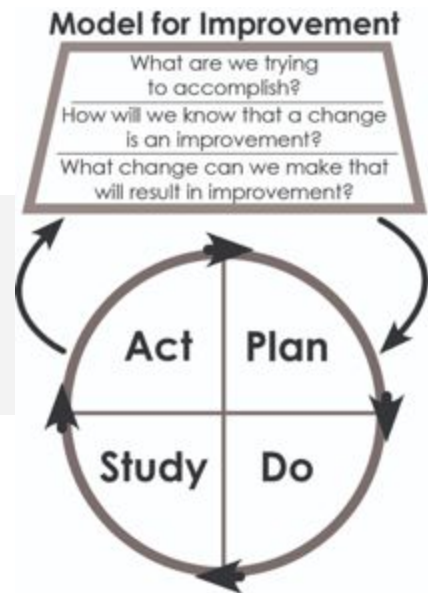 Model for Improvement
What are we trying
to accomplish?
How will we know that a change
is an improvement?
What change can we make that
will result in improvement?
Act
Plan
Study
Do